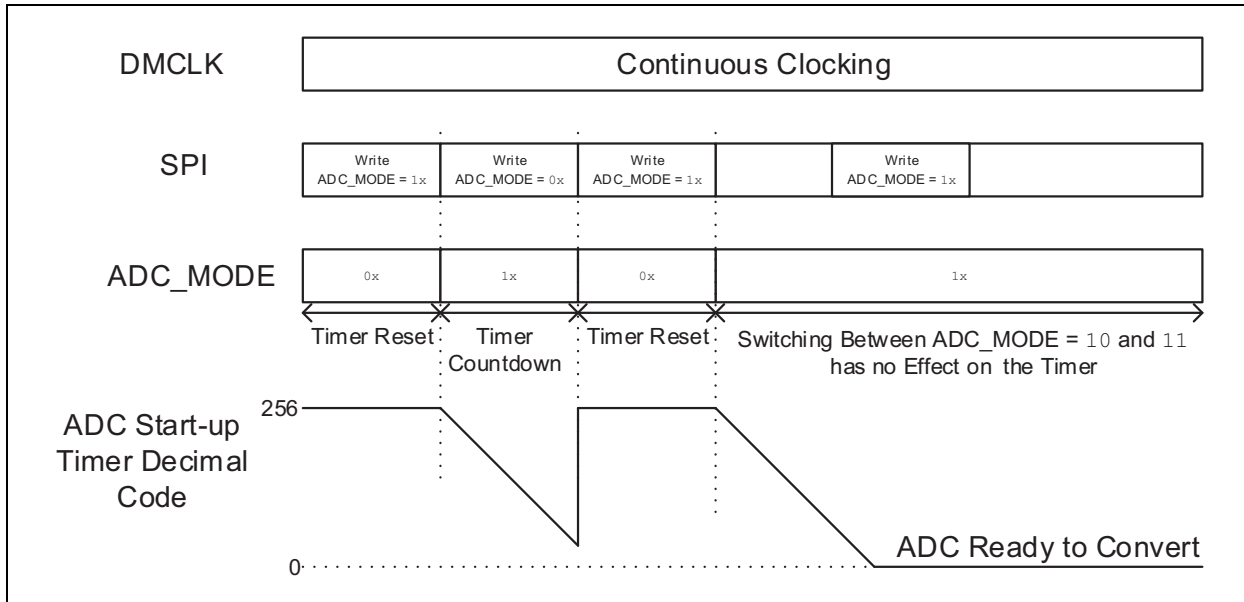 DMCLK
Continuous Clocking
SPI
Write
ADC_MODE = 1x
Write
ADC_MODE = 0x
Write
ADC_MODE = 1x
Write
ADC_MODE = 1x
ADC_MODE
0x
1x
0x
1x
Timer Reset
Timer
Countdown
Timer Reset
Switching Between ADC_MODE = 10 and 11
has no Effect on the Timer
ADC Start-up
Timer Decimal
Code
256
0
ADC Ready to Convert